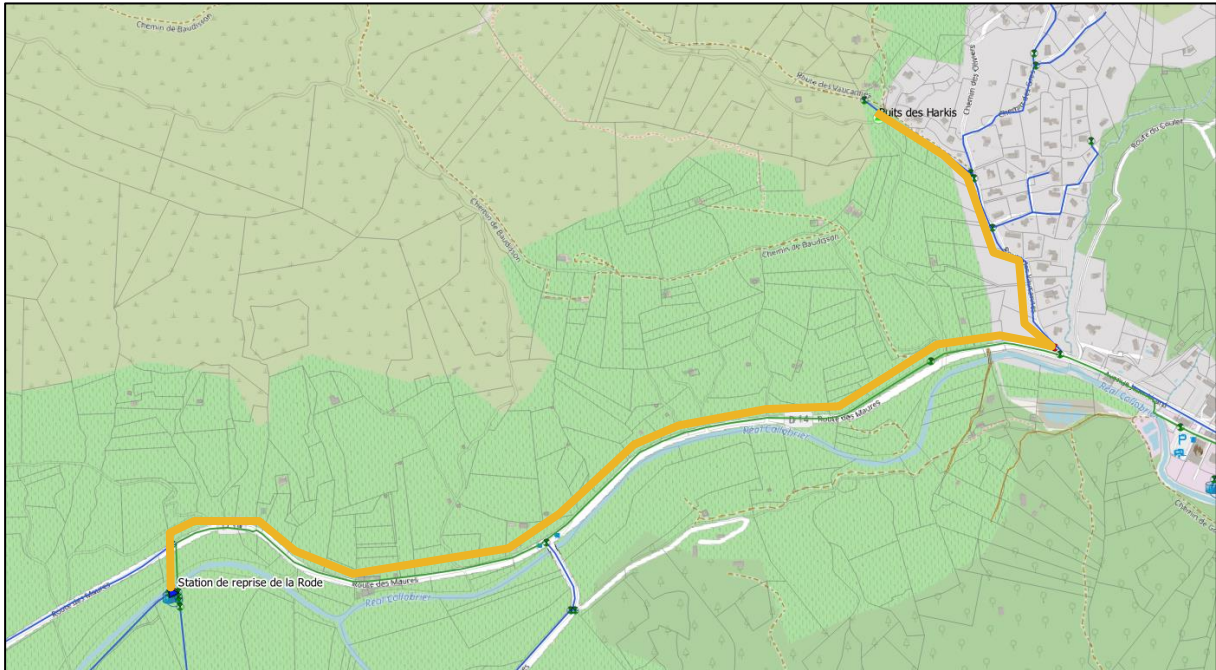 Chemin de Baudisson
Route des Vaucanes
Chemin des Oliviers
Puits des Harkis
Route du Couler
Chemin de Baudisson
Chemin de Baudisson
D 14
Route des Maures
Réal Collobrier
Réal Collobrier
P
Route des Maures
Station de reprise de la Rode
Réal Collobrier
Route des Maures